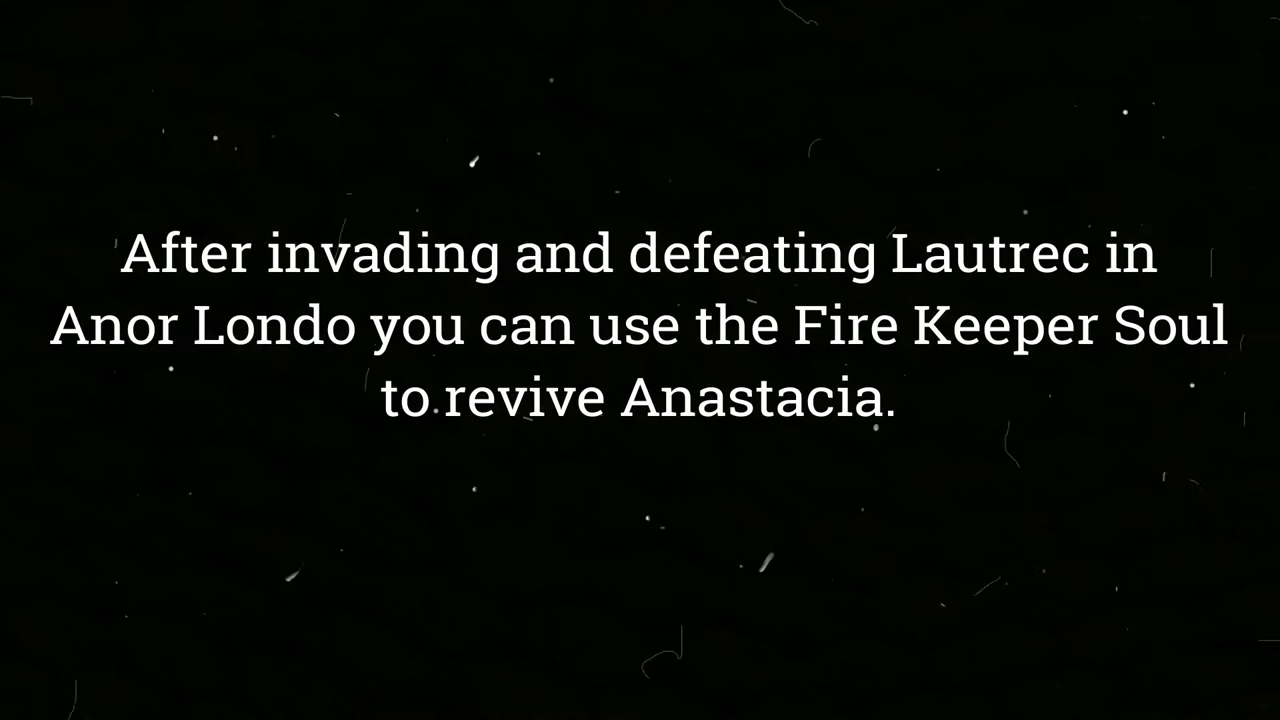 After invading and defeating Lautrec in
Anor Londo you can use the Fire Keeper Soul
to revive Anastacia.